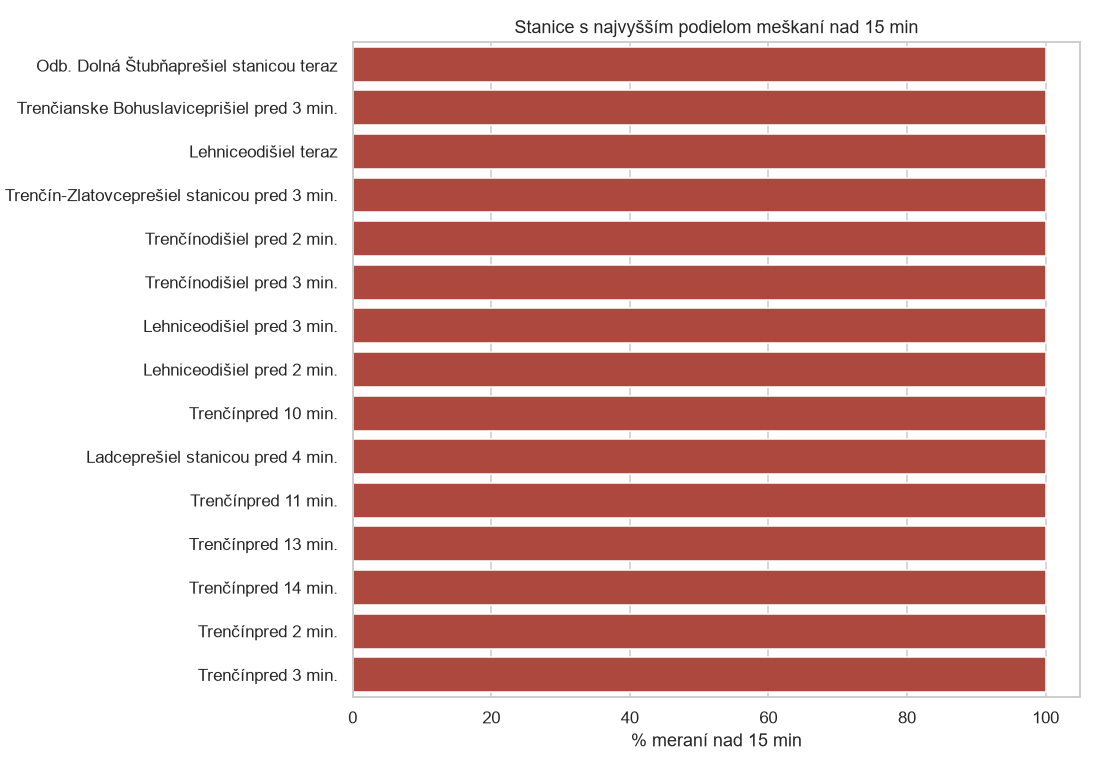 Stanice s najvyšším podielom meškaní nad 15 min
Odb. Dolná Štubňaprešiel stanicou teraz
Trenčianske Bohuslaviceprišiel pred 3 min.
Lehniceodišiel teraz
Trenčín-Zlatovceprešiel stanicou pred 3 min.
Trenčínodišiel pred 2 min.
Trenčínodišiel pred 3 min.
Lehniceodišiel pred 3 min.
Lehniceodišiel pred 2 min.
Trenčínpred 10 min.
Ladceprešiel stanicou pred 4 min.
Trenčínpred 11 min.
Trenčínpred 13 min.
Trenčínpred 14 min.
Trenčínpred 2 min.
Trenčínpred 3 min.
0 20 40 60 80 100
% meraní nad 15 min